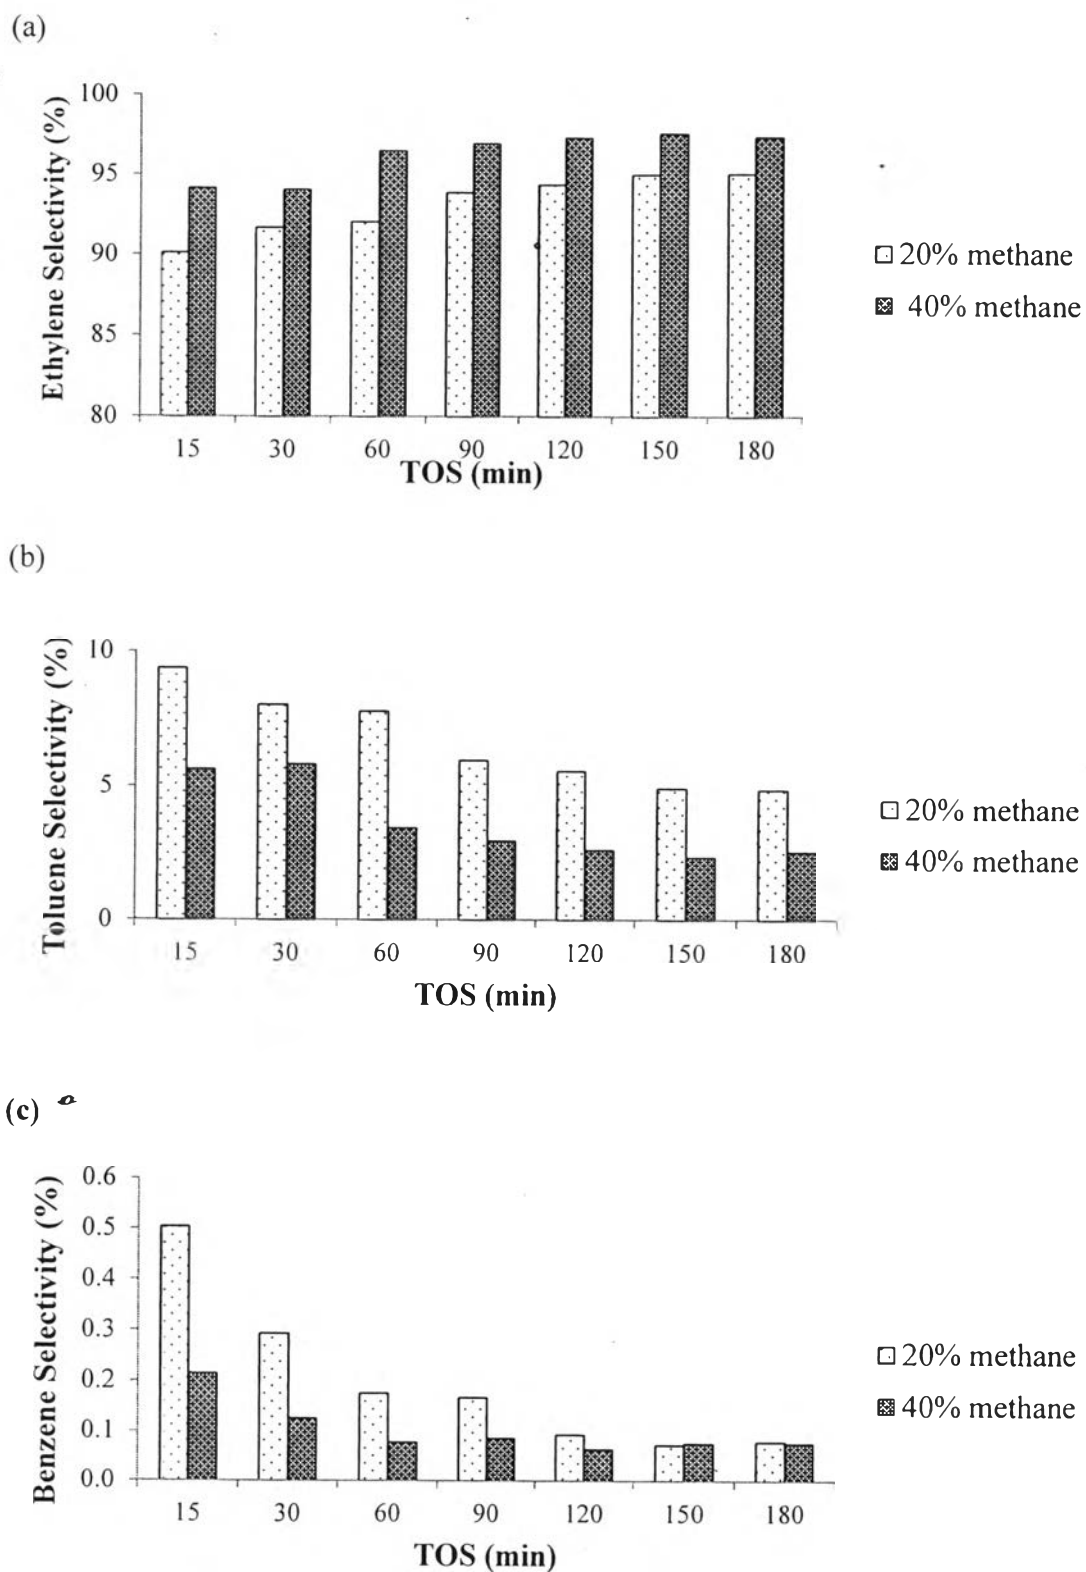 (a)
Ethylene Selectivity (%)
100
95
90
85
80
15 30 60 90 120 150 180
TOS (min)
20% methane
40% methane
(b)
Toluene Selectivity (%)
10
5
0
15 30 60 90 120 150 180
TOS (min)
20% methane
40% methane
(c)
Benzene Selectivity (%)
0.6
0.5
0.4
0.3
0.2
0.1
0.0
15 30 60 90 120 150 180
TOS (min)
20% methane
40% methane